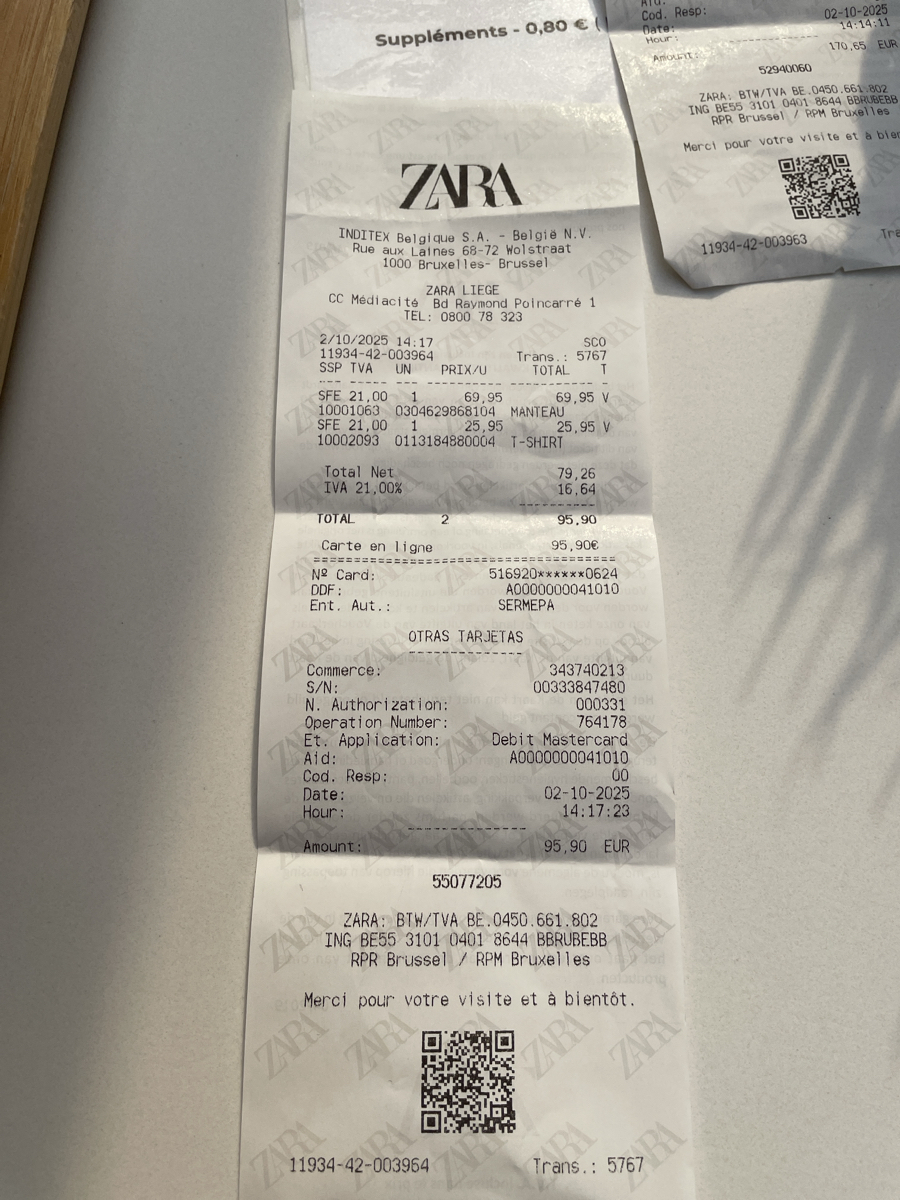 Suppléments - 0,80 € (
Cod. Resp:
Date: 02-10-2025
Hour: 14:14:11
Amount: 170,65 EUR
52940060
ZARA: BTW/TVA BE.0450.661.802
ING BE55 3101 0401 8644 BBRUBEBB
RPR Brussel / RPM Bruxelles
Merci pour votre visite et à
11934-42-003963
ZARA
INDITEX Belgique S.A. - België N.V.
Rue aux Laines 68-72 Wolstraat
1000 Bruxelles- Brussel
ZARA LIEGE
CC Médiacité Bd Raymond Poincarré 1
TEL: 0800 78 323
2/10/2025 14:17 SCO
11934-42-003964 Trans.: 5767
SSP TVA UN PRIX/U TOTAL T
SFE 21,00 1 69,95 69,95 V
10001063 0304629868104 MANTEAU
SFE 21,00 1 25,95 25,95 V
10002093 0113184880004 T-SHIRT
Total Net 79,26
IVA 21,00% 16,64
TOTAL 2 95,90
Carte en ligne 95,90€
Nº Card: 516920******0624
DDF: A0000000041010
Ent. Aut.: SERMEPA
OTRAS TARJETAS
Commerce: 343740213
S/N: 00333847480
N. Authorization: 000331
Operation Number: 764178
Et. Application: Debit Mastercard
Aid: A0000000041010
Cod. Resp: 00
Date: 02-10-2025
Hour: 14:17:23
Amount: 95,90 EUR
55077205
ZARA: BTW/TVA BE.0450.661.802
ING BE55 3101 0401 8644 BBRUBEBB
RPR Brussel / RPM Bruxelles
Merci pour votre visite et à bientôt.
11934-42-003964 Trans.: 5767